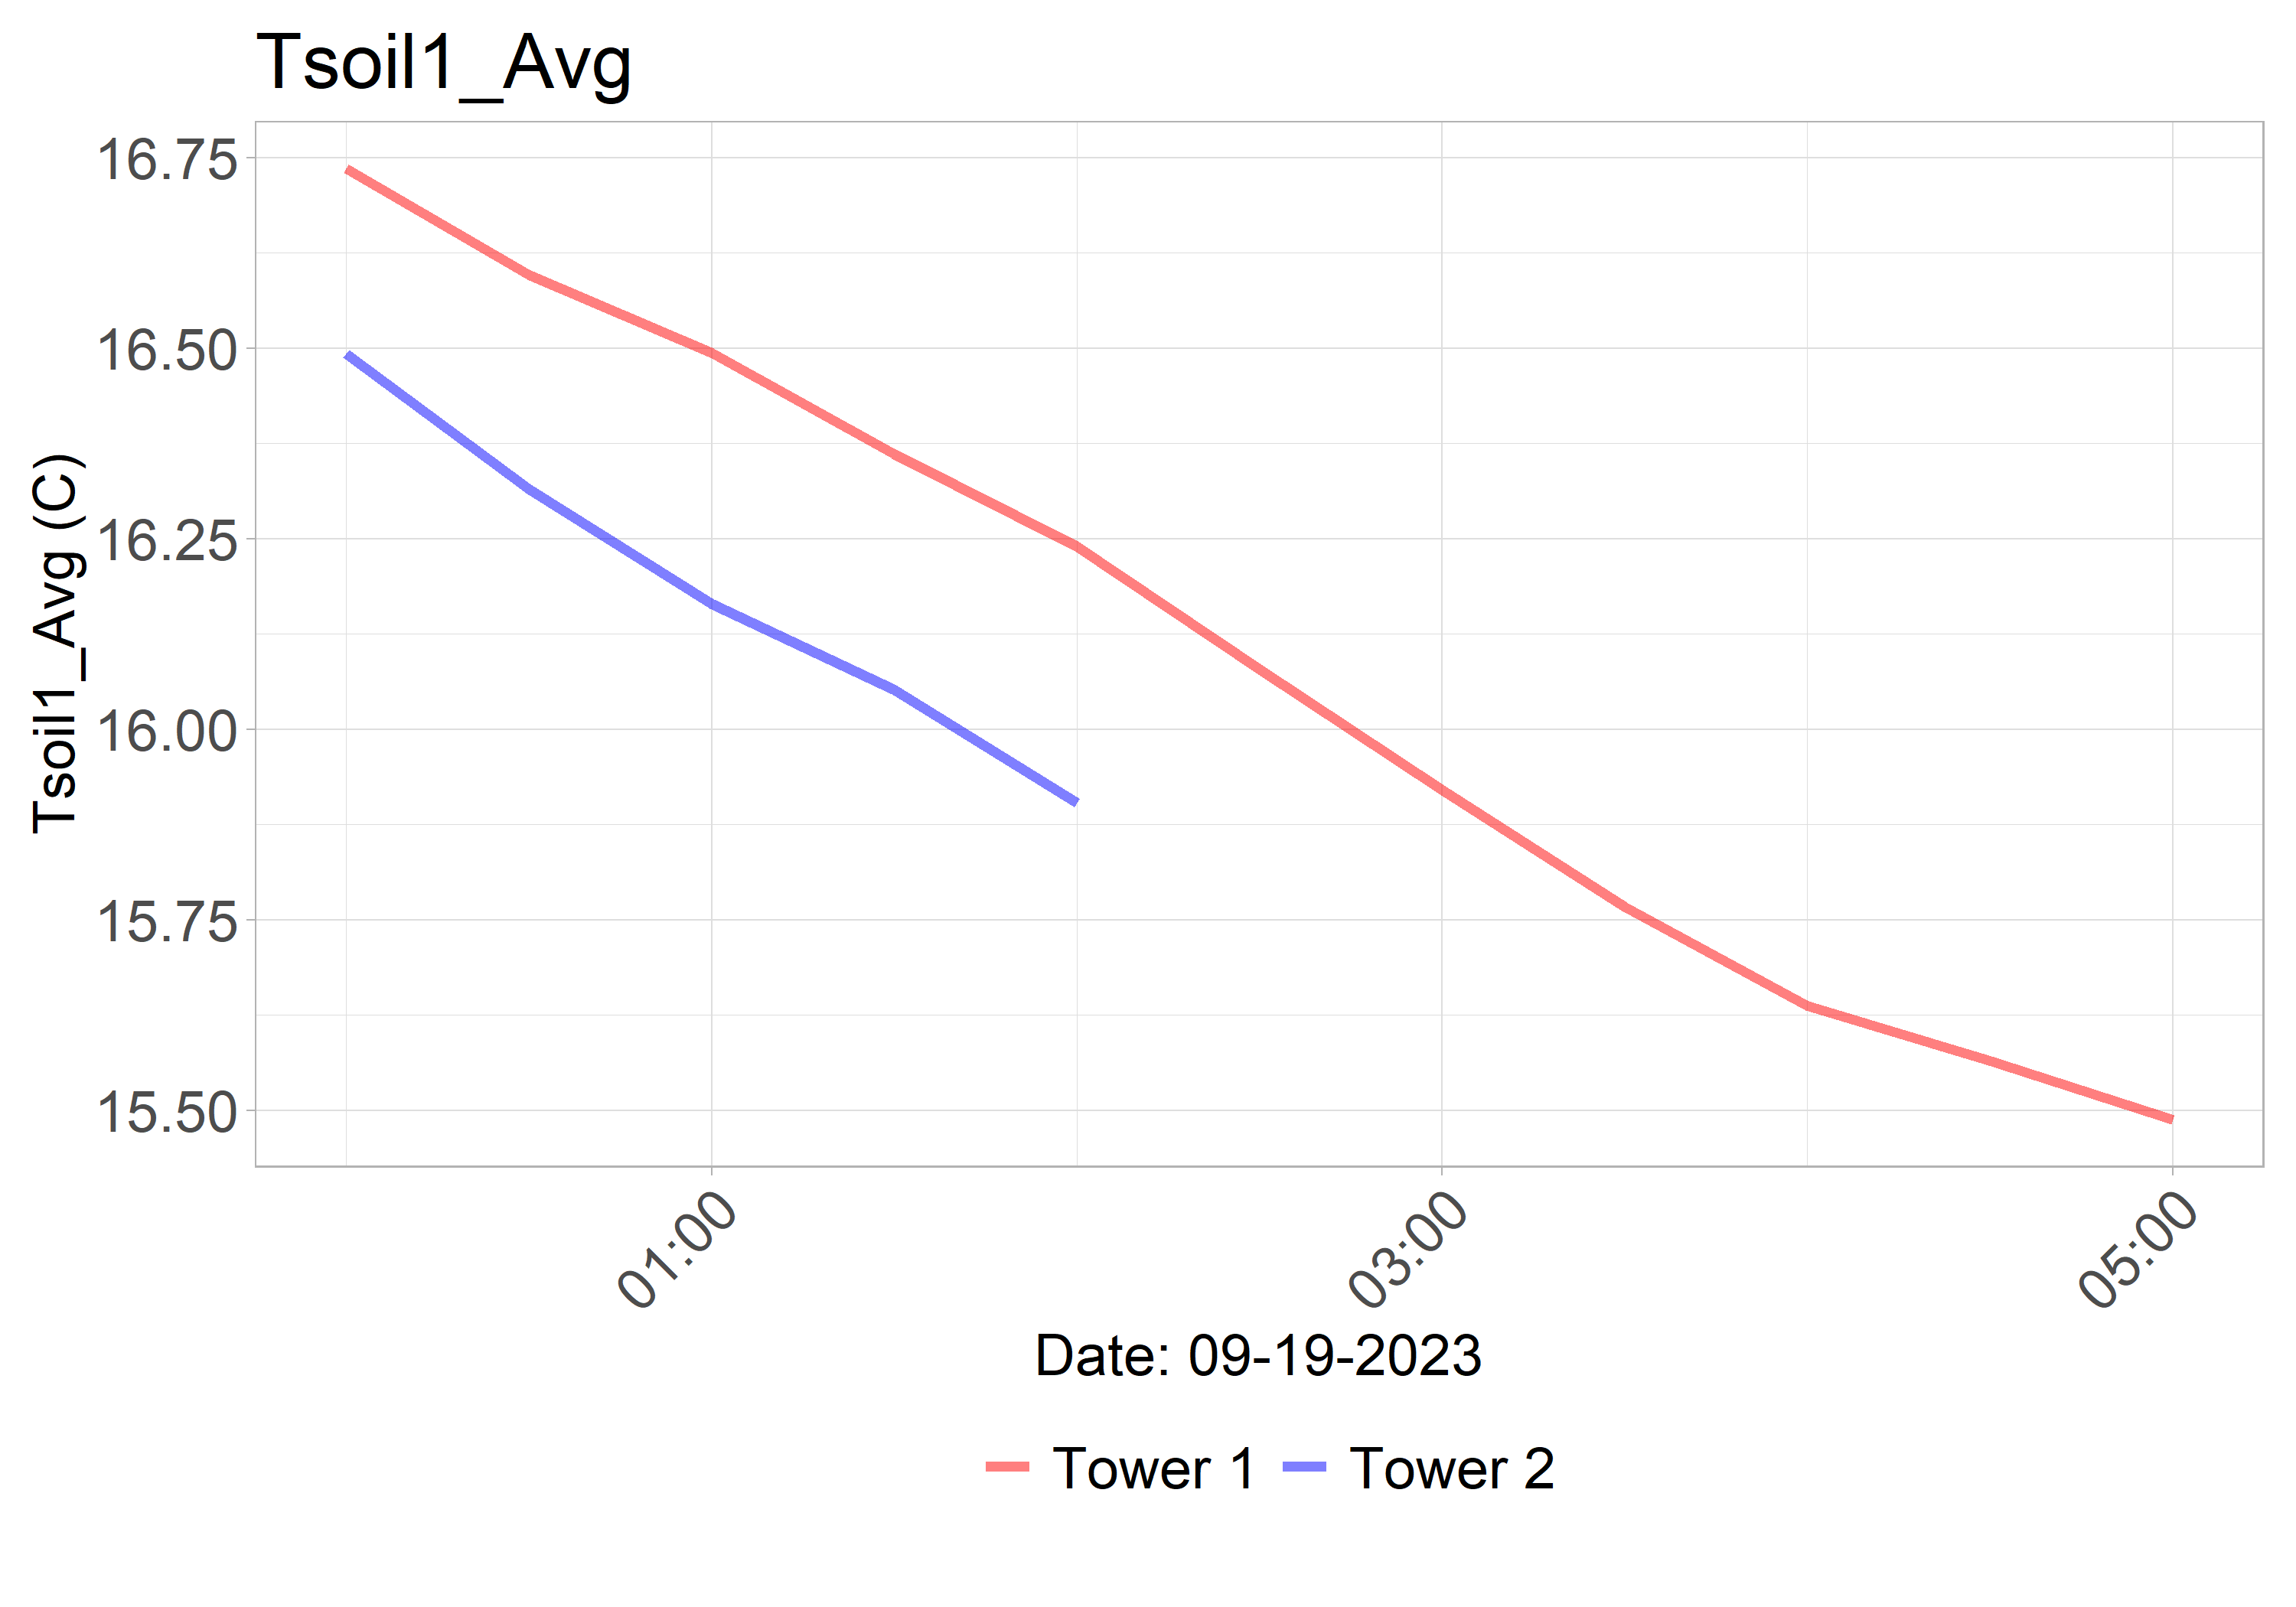 Tsoil1_Avg
Tsoil1_Avg (C)
16.75
16.50
16.25
16.00
15.75
15.50
01:00
03:00
05:00
Date: 09-19-2023
Tower 1
Tower 2